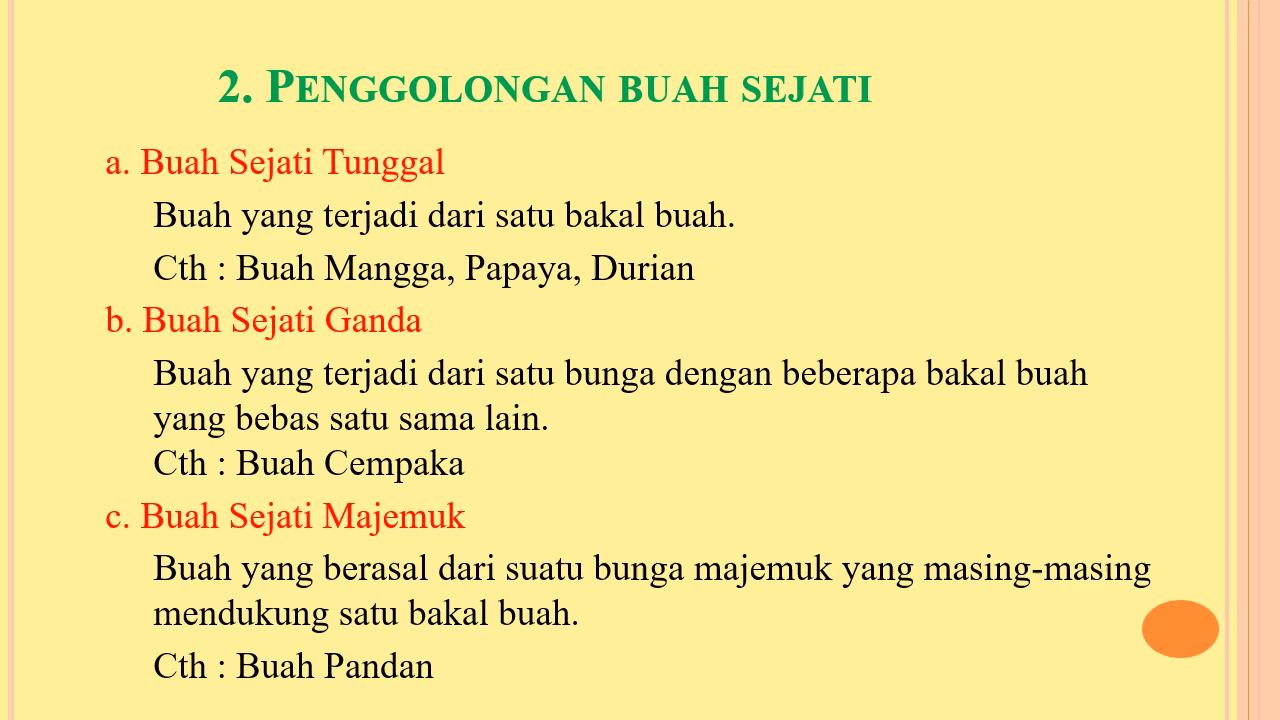 2. Penggolongan buah sejati
a. Buah Sejati Tunggal
Buah yang terjadi dari satu bakal buah.
Cth : Buah Mangga, Papaya, Durian
b. Buah Sejati Ganda
Buah yang terjadi dari satu bunga dengan beberapa bakal buah
yang bebas satu sama lain.
Cth : Buah Cempaka
c. Buah Sejati Majemuk
Buah yang berasal dari suatu bunga majemuk yang masing-masing
mendukung satu bakal buah.
Cth : Buah Pandan